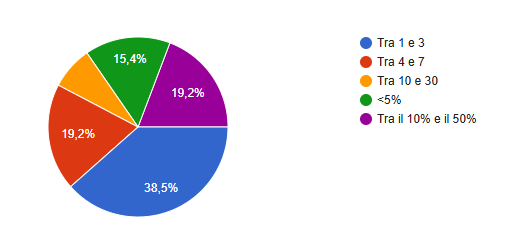 Tra 1 e 3
Tra 4 e 7
Tra 10 e 30
<5%
Tra il 10% e il 50%
15,4%
19,2%
19,2%
38,5%